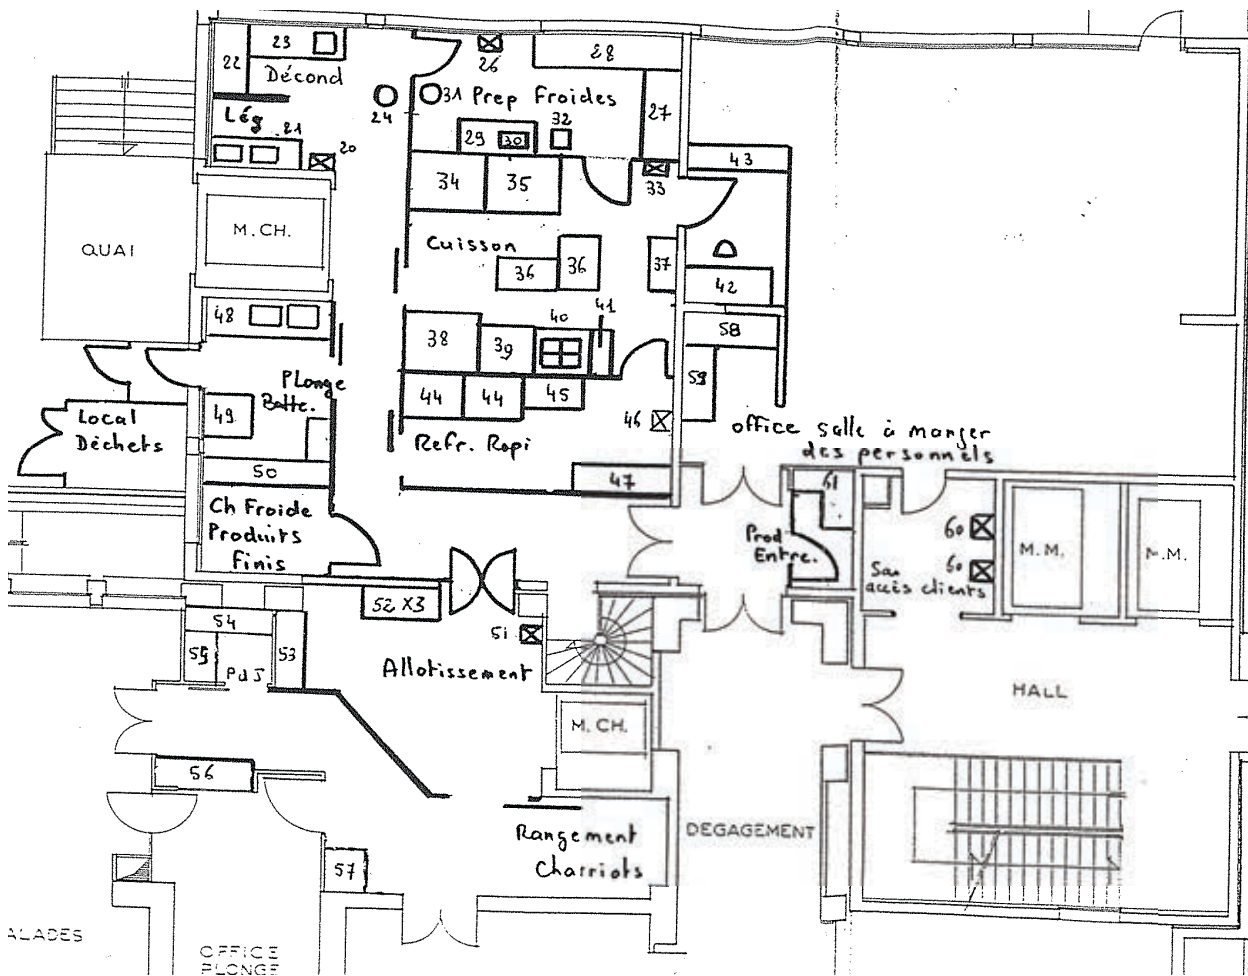 23
28
22
Décond
26
24
31 Prep Froides
27
Lég
21
20
32
29
30
43
34
35
33
M. CH.
QUAI
Cuisson
36
36
37
42
41
40
48
58
38
39
Plonge
Batte.
44
44
45
59
49
46
Local
Déchets
Refr. Rapi
office salle à manger
des personnels
50
47
61
Ch Froide
Produits
Finis
Prod
Entre.
60
60
M.M.
M.M.
Sas
accès clients
52 X3
51
54
55
53
PdJ
Allotissement
HALL
M. CH.
56
DEGAGEMENT
Rangement
Charriots
57
ALADES
OFFICE
PLONGE